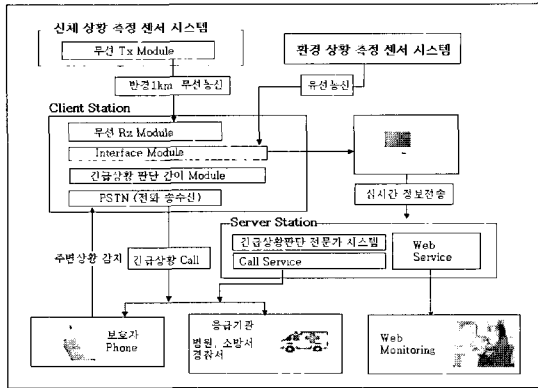 신체 상황 측정 센서 시스템
무선 Tx Module
환경 상황 측정 센서 시스템
반경1km 무선통신
유선통신
Client Station
무선 Rz Module
Interface Module
긴급상황 판단 간이 Module
PSTN (전화 송수신)
실시간 정보전송
Server Station
긴급상황판단 전문가 시스템
Call Service
Web
Service
주변상황 감지
긴급상황 Call
보호자
Phone
응급기관
병원, 소방서
경찰서
Web
Monitoring